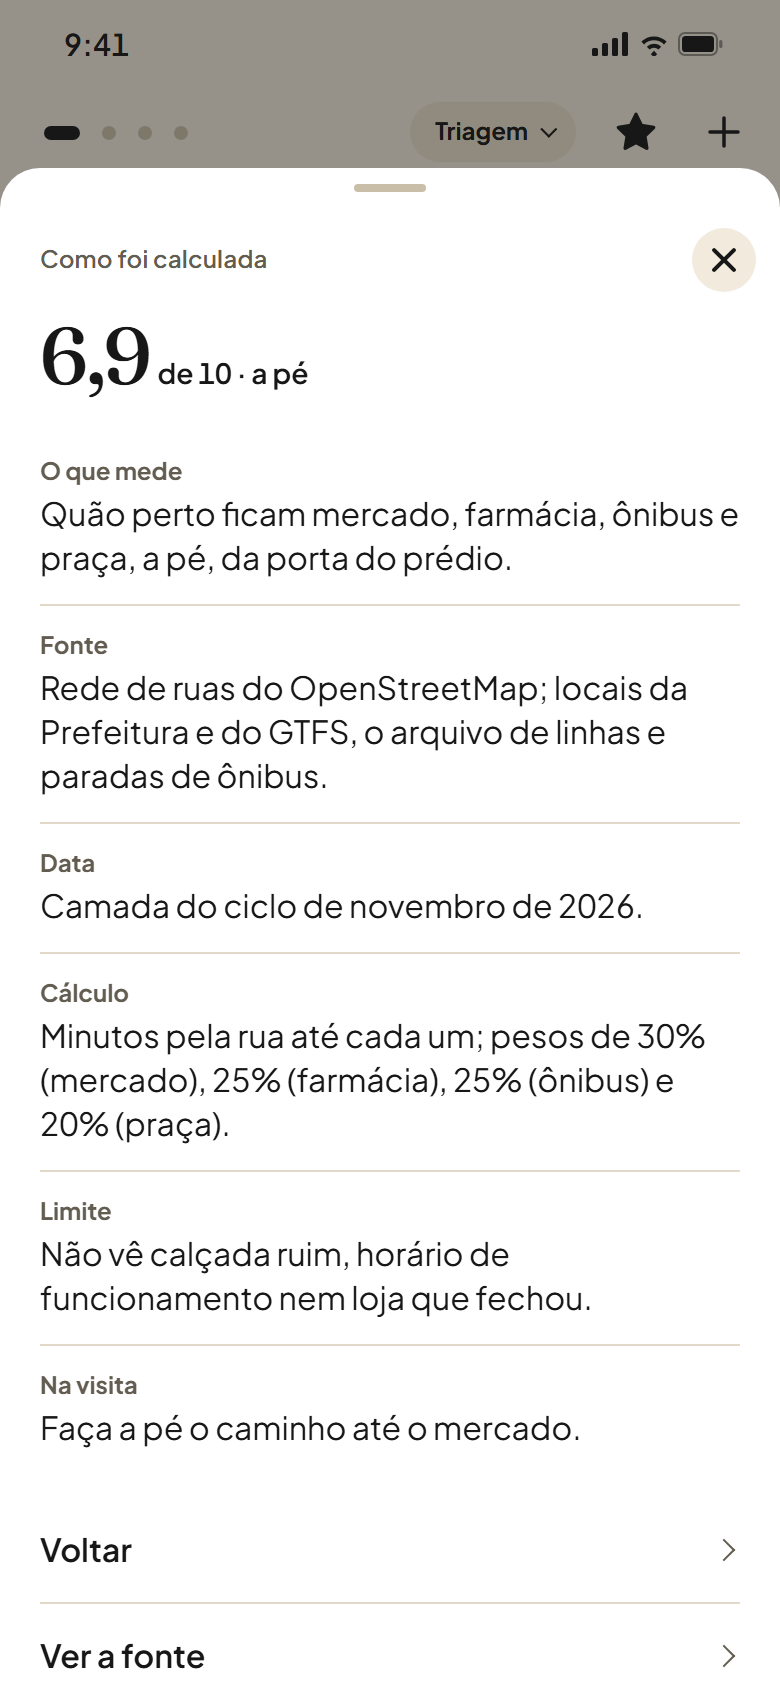 9:41
Triagem
Como foi calculada
6,9 de 10 · a pé
O que mede
Quão perto ficam mercado, farmácia, ônibus e
praça, a pé, da porta do prédio.
Fonte
Rede de ruas do OpenStreetMap; locais da
Prefeitura e do GTFS, o arquivo de linhas e
paradas de ônibus.
Data
Camada do ciclo de novembro de 2026.
Cálculo
Minutos pela rua até cada um; pesos de 30%
(mercado), 25% (farmácia), 25% (ônibus) e
20% (praça).
Limite
Não vê calçada ruim, horário de
funcionamento nem loja que fechou.
Na visita
Faça a pé o caminho até o mercado.
Voltar
Ver a fonte